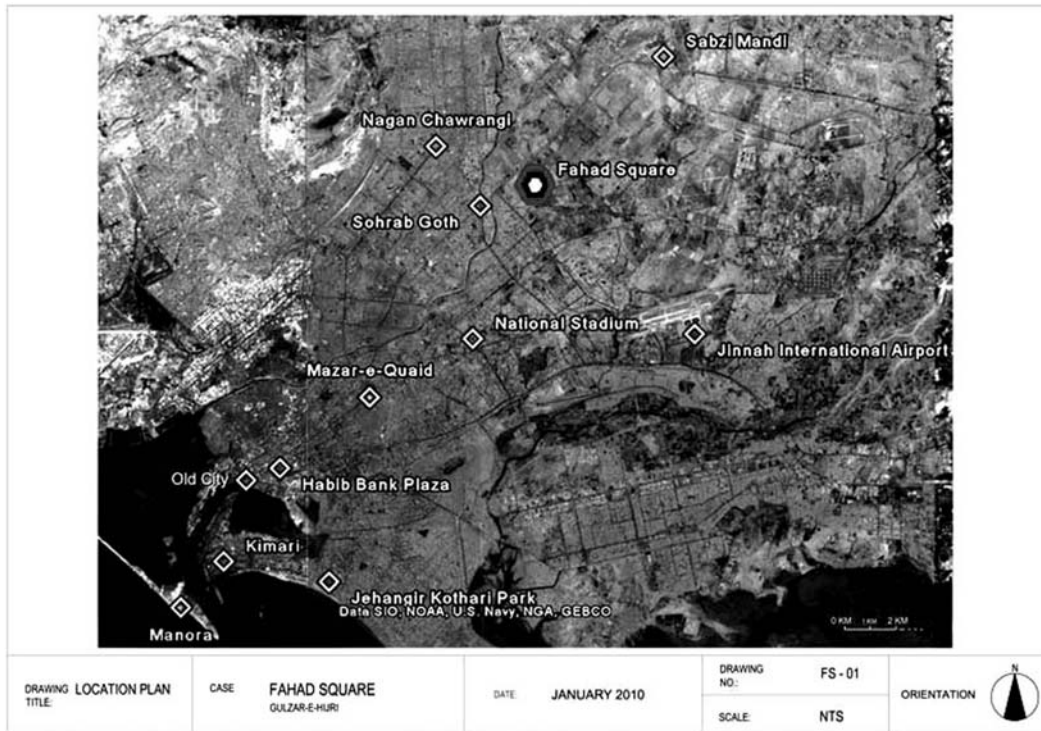 Sabzi Mandi
Nagan Chawrangi
Fahad Square
Sohrab Goth
National Stadium
Jinnah International Airport
Mazar-e-Quaid
Old City
Habib Bank Plaza
Kimari
Jehangir Kothari Park
Data SIO, NOAA, U.S. Navy, NGA, GEBCO
Manora
0 KM 1 KM 2 KM
DRAWING TITLE: LOCATION PLAN
CASE FAHAD SQUARE
GULZAR-E-HIJRI
DATE: JANUARY 2010
DRAWING NO.: FS - 01
SCALE: NTS
ORIENTATION
N